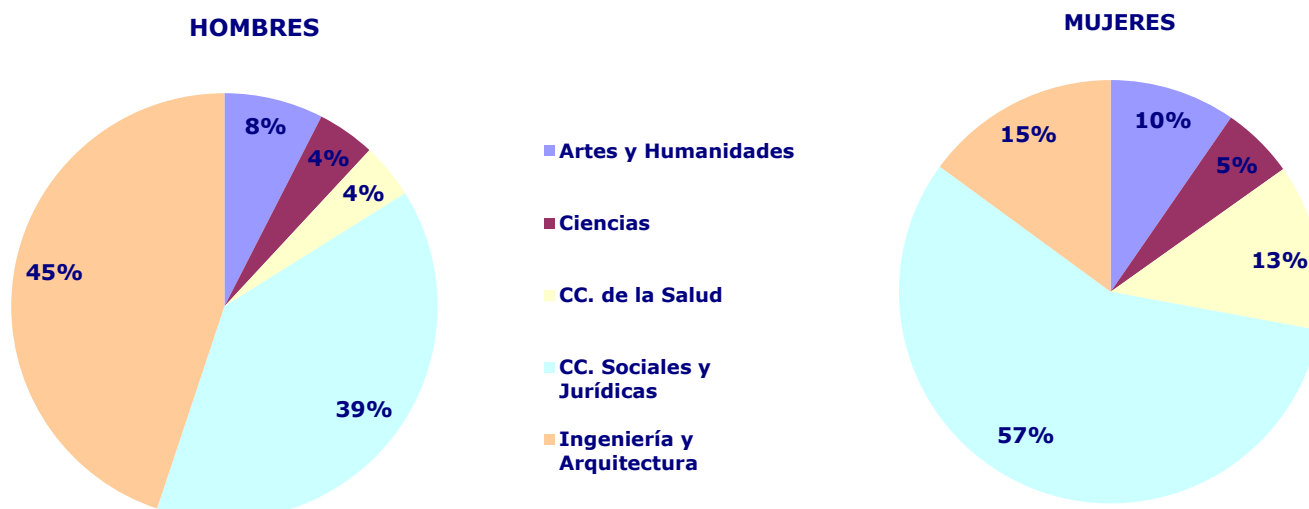 HOMBRES
8%
4%
4%
45%
39%
Artes y Humanidades
Ciencias
CC. de la Salud
CC. Sociales y
Jurídicas
Ingeniería y
Arquitectura
MUJERES
15%
10%
5%
13%
57%